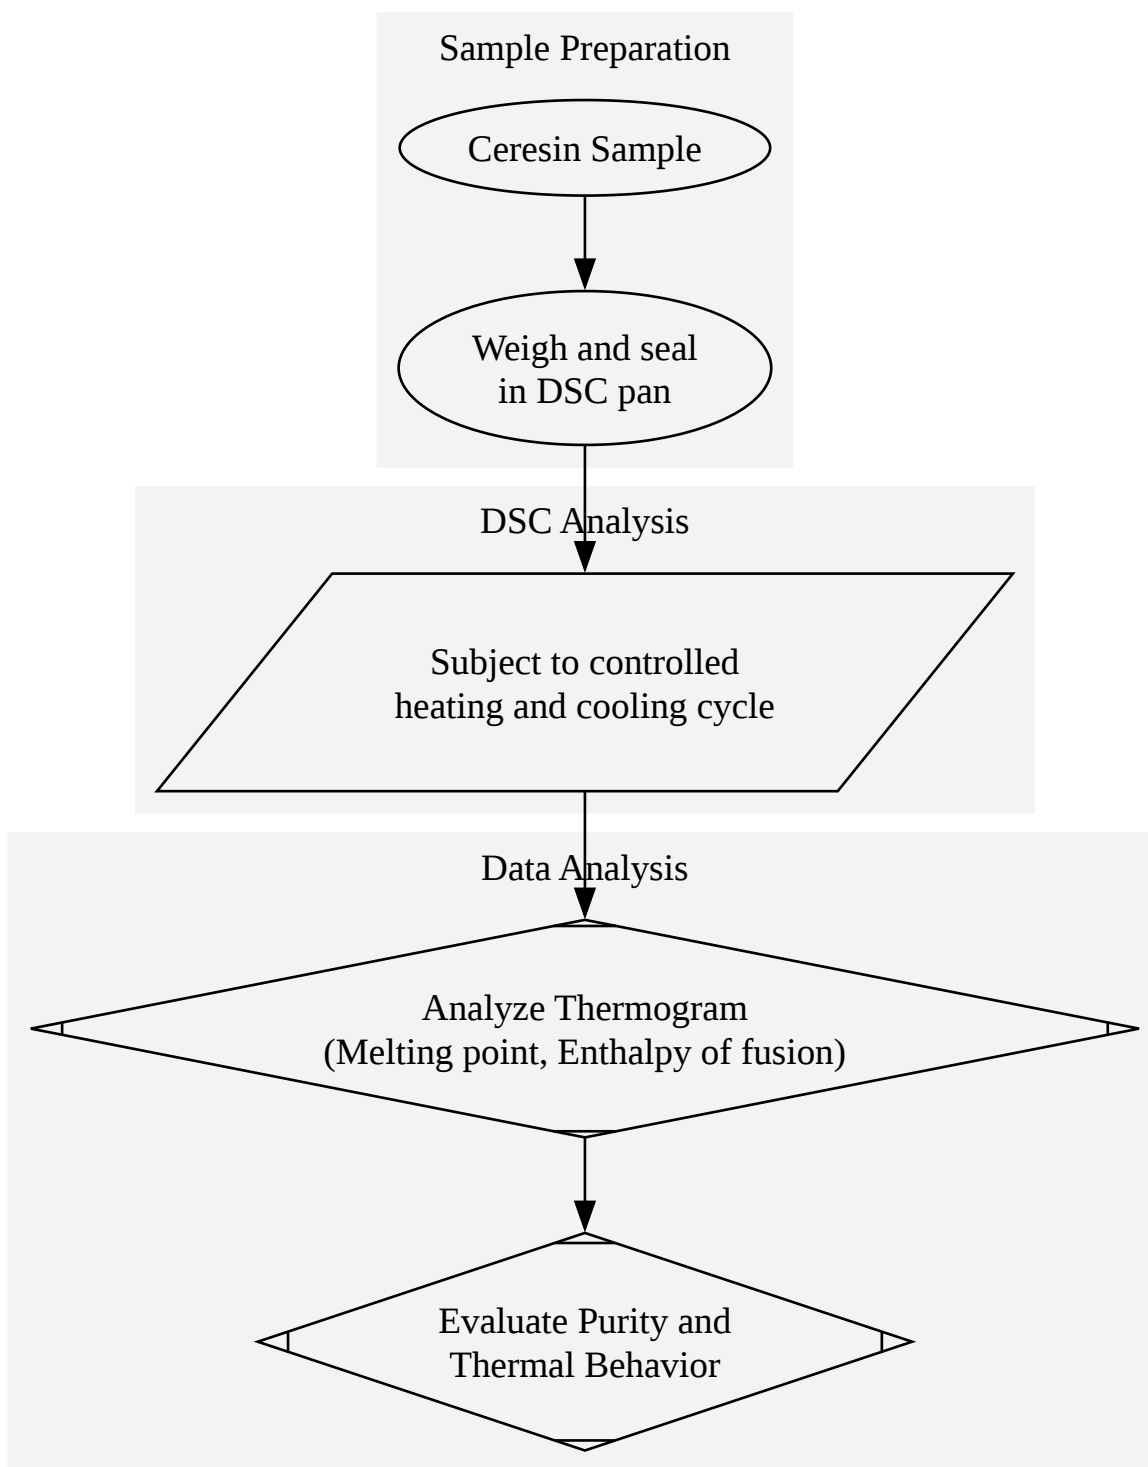 Sample Preparation
Ceresin Sample
Weigh and seal
in DSC pan
DSC Analysis
Subject to controlled
heating and cooling cycle
Data Analysis
Analyze Thermogram
(Melting point, Enthalpy of fusion)
Evaluate Purity and
Thermal Behavior